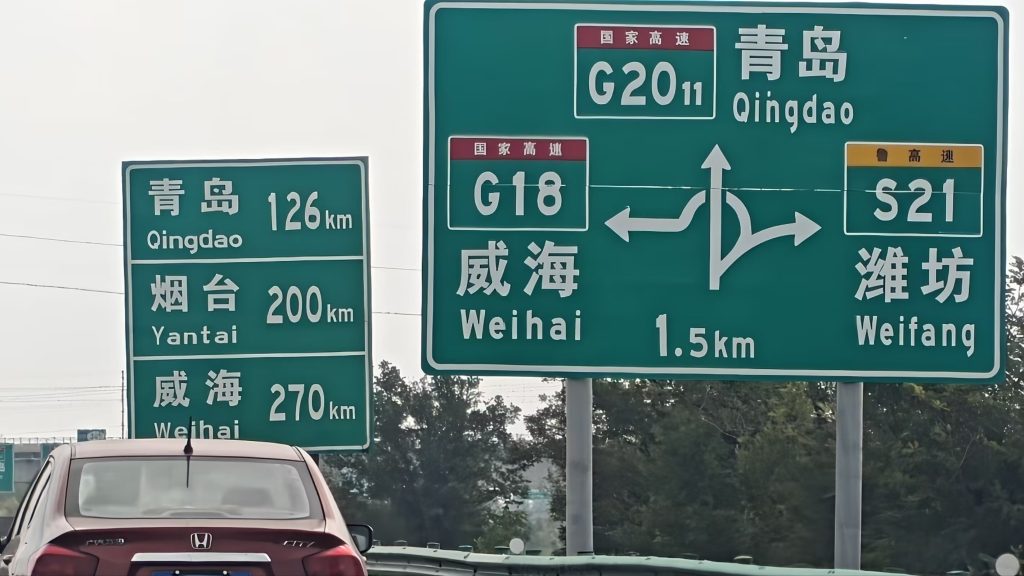 青岛 126km
Qingdao
烟台 200km
Yantai
威海 270km
Weihai
国家高速
G2011
青岛
Qingdao
国家高速
G18
威海
Weihai
鲁高速
S21
潍坊
Weifang
1.5km